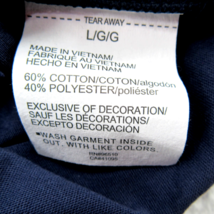 TEAR AWAY
L/G/G
MADE IN VIETNAM/
FABRIQUÉ AU VIETNAM/
HECHO EN VIETNAM
60% COTTON/COTON/algodón
40% POLYESTER/poliéster
EXCLUSIVE OF DECORATION/
SAUF LES DÉCORATIONS/
EXCEPTO DECORACIÓN
*WASH GARMENT INSIDE
OUT. WITH LIKE COLORS